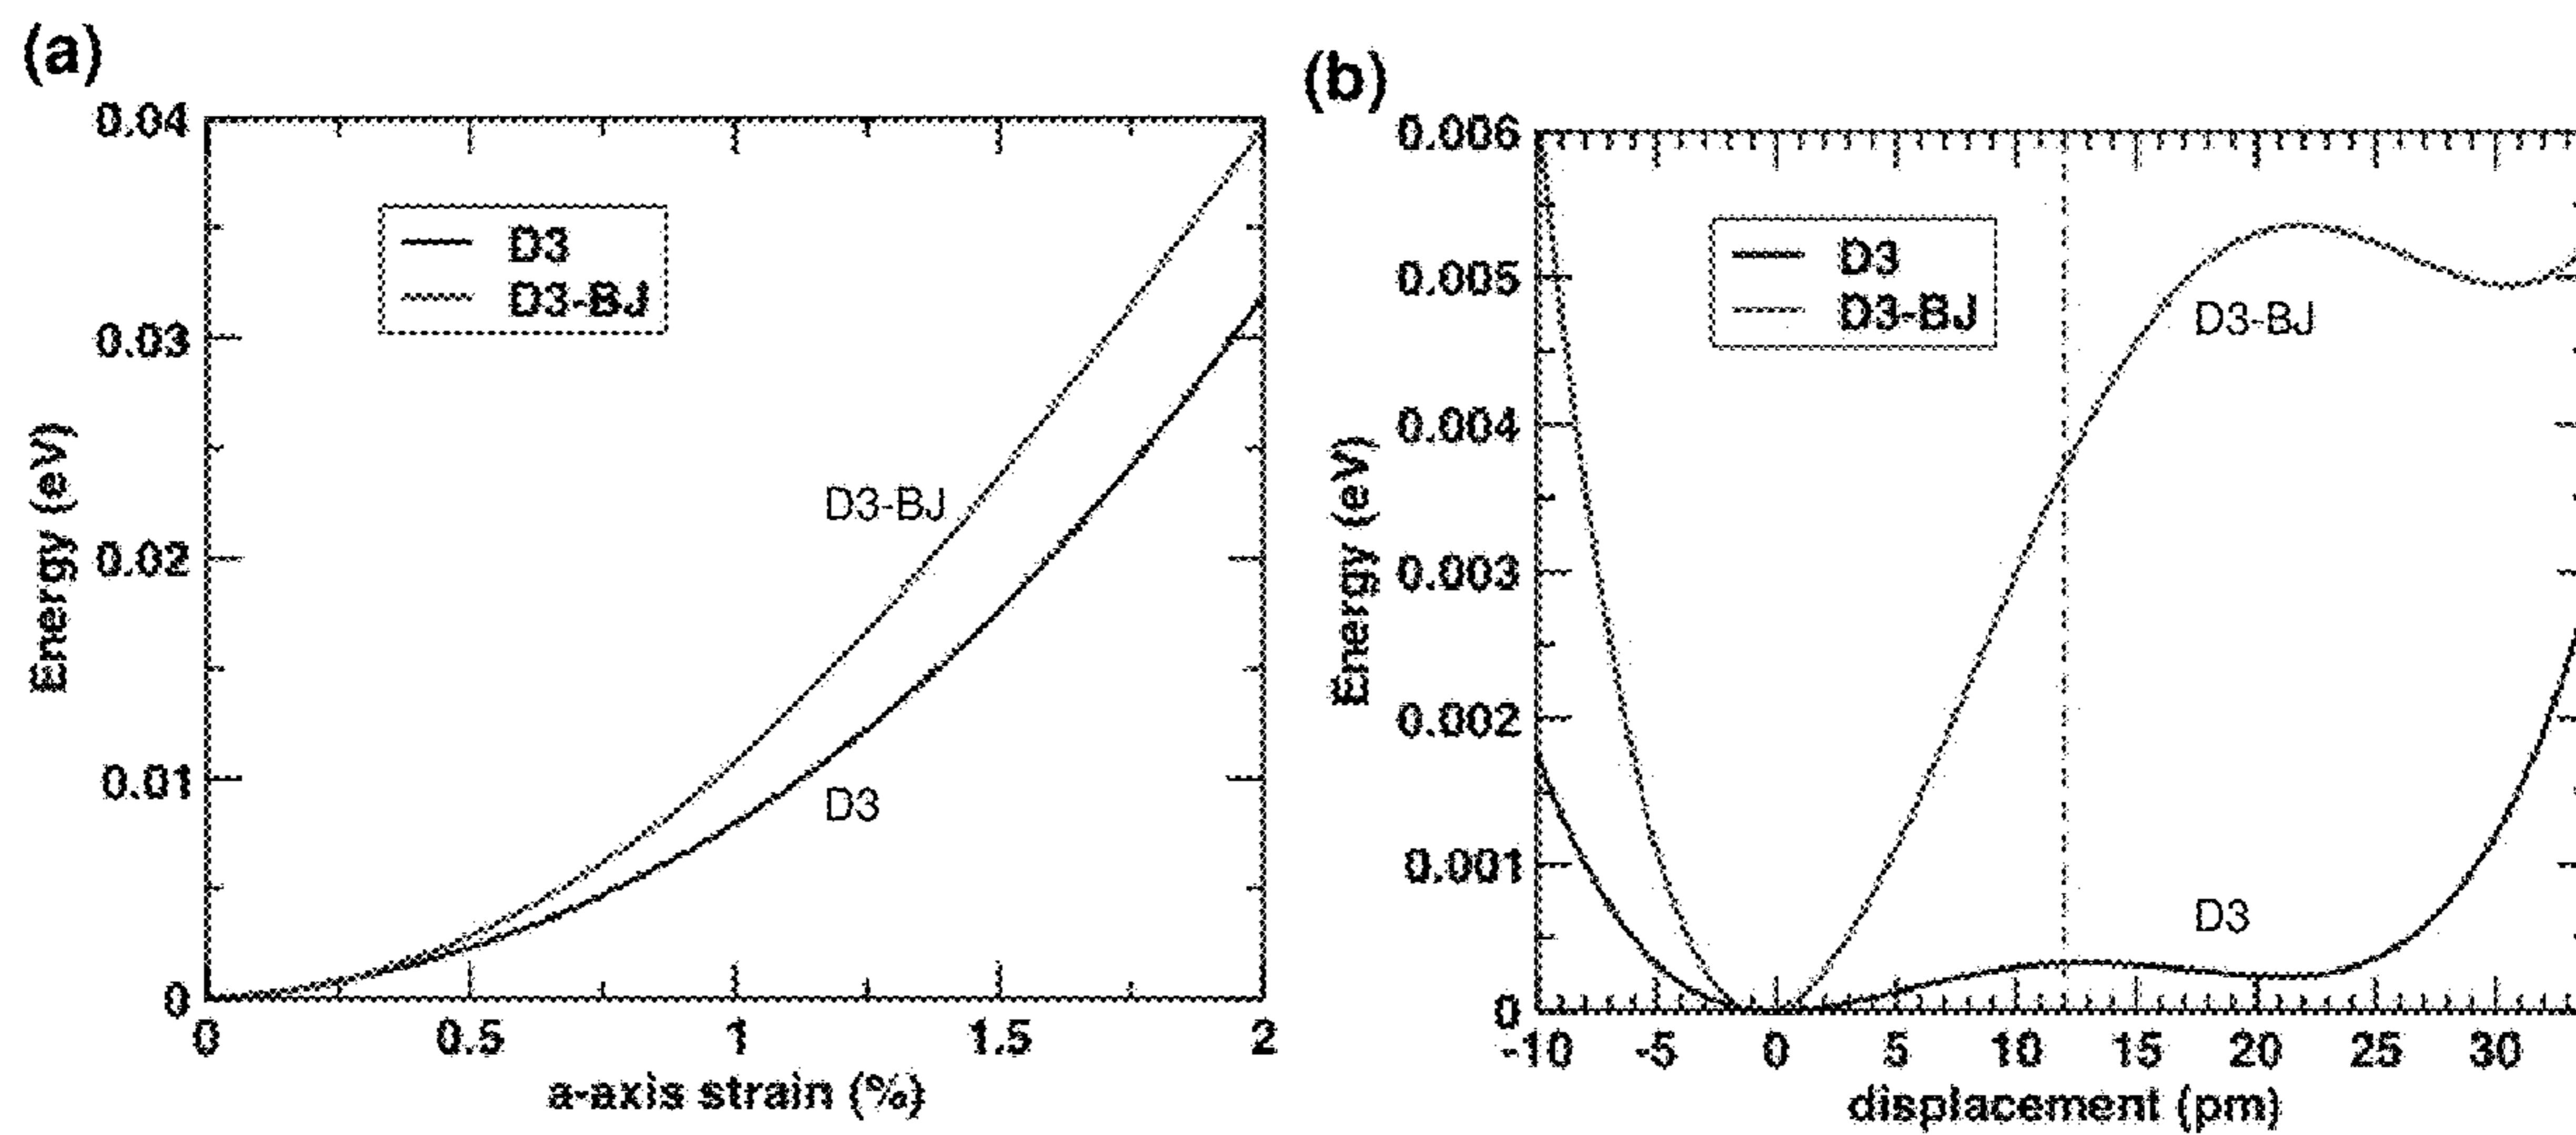 (a)
0.04
0.03
0.02
0.01
0
Energy (eV)
D3
D3-BJ
D3-BJ
D3
0 0.5 1 1.5 2
a-axis strain (%)
(b)
0.006
0.005
0.004
0.003
0.002
0.001
0
Energy (eV)
D3
D3-BJ
D3-BJ
D3
-10 -5 0 5 10 15 20 25 30
displacement (pm)